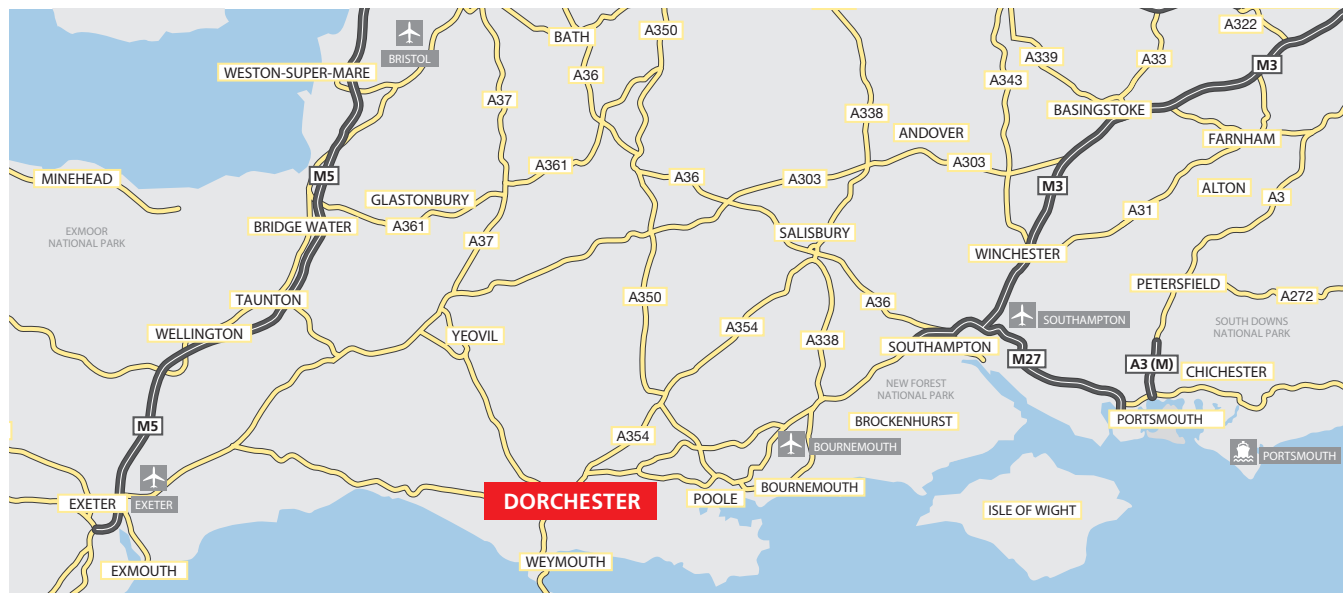 A322
A350
BATH
A339
A33
BRISTOL
M3
WESTON-SUPER-MARE
A36
A343
A37
BASINGSTOKE
A338
ANDOVER
FARNHAM
A361
A303
M5
A36
A303
M3
MINEHEAD
ALTON
GLASTONBURY
A3
A31
BRIDGE WATER
A361
EXMOOR
NATIONAL PARK
A37
SALISBURY
WINCHESTER
PETERSFIELD
TAUNTON
A350
A36
A272
SOUTHAMPTON
SOUTH DOWNS
NATIONAL PARK
A354
WELLINGTON
YEOVIL
A338
SOUTHAMPTON
M27
A3 (M)
CHICHESTER
NEW FOREST
NATIONAL PARK
BROCKENHURST
PORTSMOUTH
M5
A354
BOURNEMOUTH
PORTSMOUTH
BOURNEMOUTH
POOLE
DORCHESTER
EXETER
EXETER
ISLE OF WIGHT
WEYMOUTH
EXMOUTH